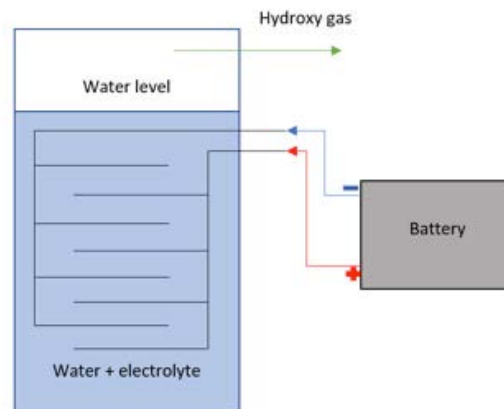 Hydroxy gas
Water level
Battery
Water + electrolyte